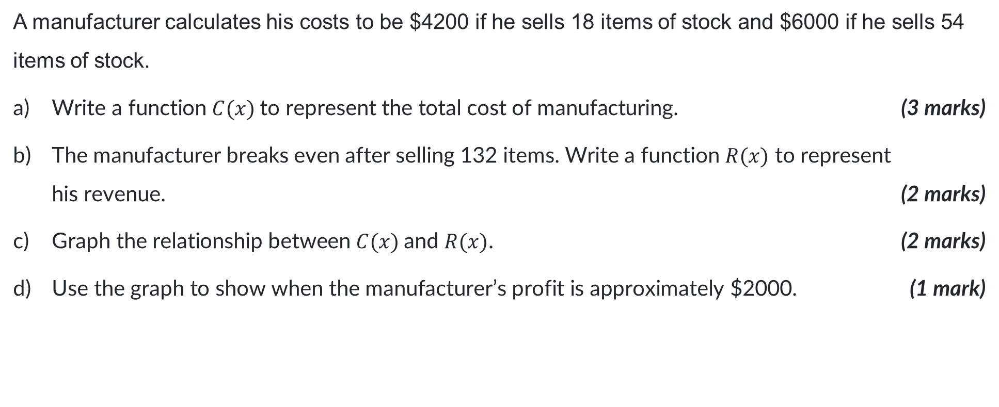 A manufacturer calculates his costs to be $4200 if he sells 18 items of stock and $6000 if he sells 54
items of stock.
a) Write a function C(x) to represent the total cost of manufacturing. (3 marks)
b) The manufacturer breaks even after selling 132 items. Write a function R(x) to represent
his revenue. (2 marks)
c) Graph the relationship between C(x) and R(x). (2 marks)
d) Use the graph to show when the manufacturer’s profit is approximately $2000. (1 mark)